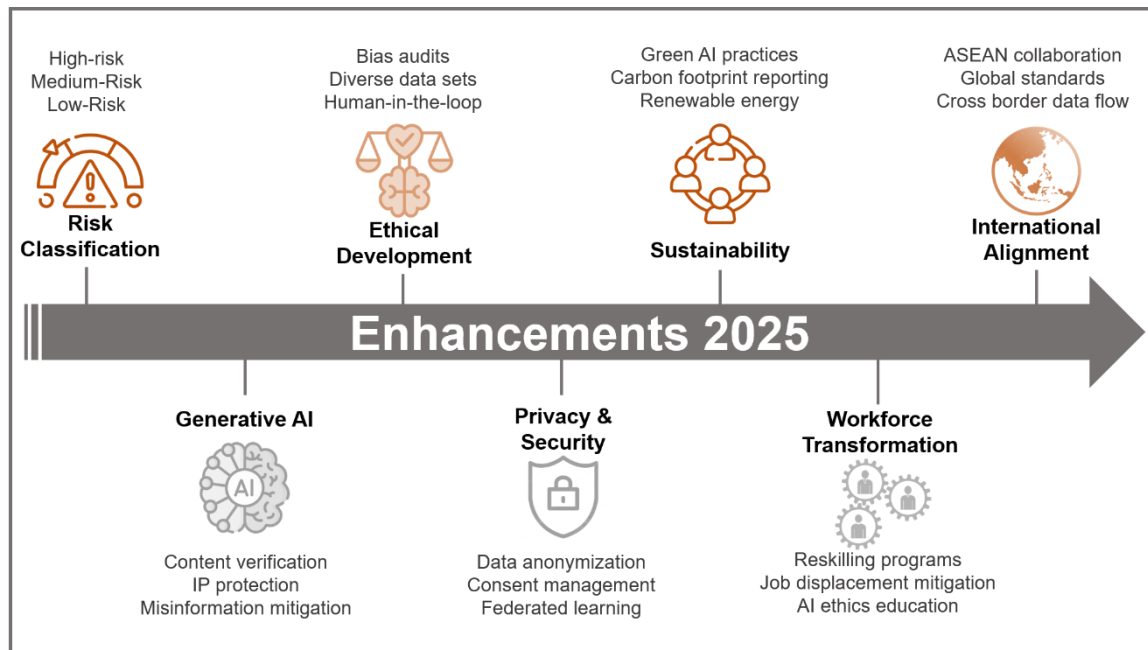 High-risk
Medium-Risk
Low-Risk
Risk
Classification
Bias audits
Diverse data sets
Human-in-the-loop
Ethical
Development
Green AI practices
Carbon footprint reporting
Renewable energy
Sustainability
ASEAN collaboration
Global standards
Cross border data flow
International
Alignment
Enhancements 2025
Generative AI
AI
Content verification
IP protection
Misinformation mitigation
Privacy &
Security
Data anonymization
Consent management
Federated learning
Workforce
Transformation
Reskilling programs
Job displacement mitigation
AI ethics education